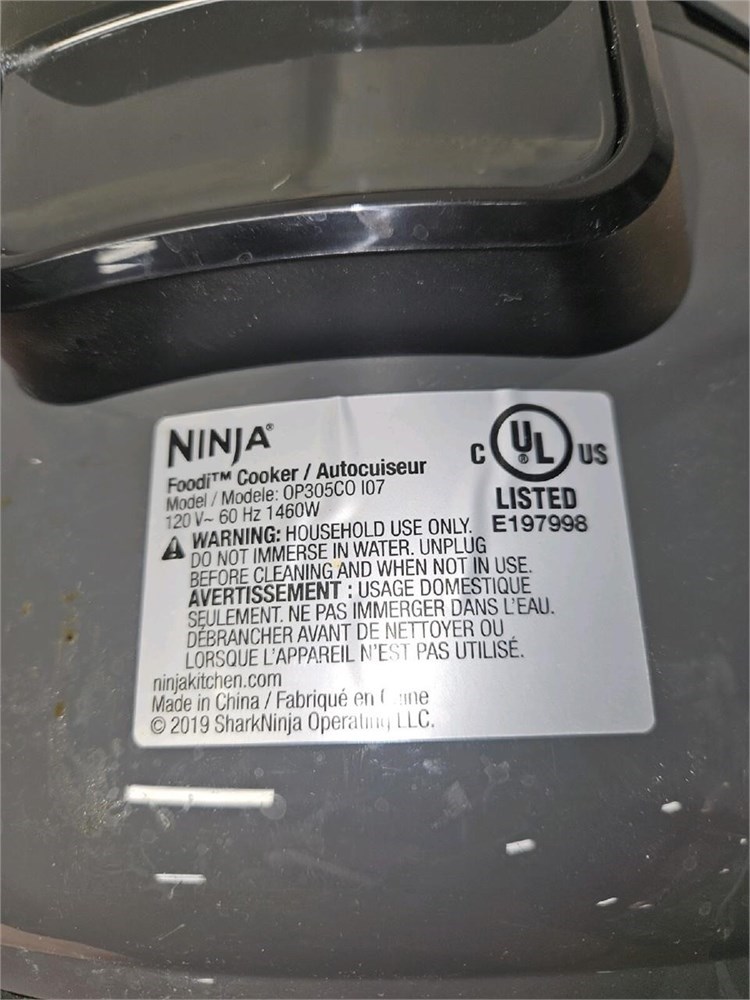 NINJA®
Foodi™ Cooker / Autocuiseur
Model / Modele: OP305CO I07
120 V~ 60 Hz 1460W
C UL ® US
LISTED
E197998
WARNING: HOUSEHOLD USE ONLY.
DO NOT IMMERSE IN WATER. UNPLUG
BEFORE CLEANING AND WHEN NOT IN USE.
AVERTISSEMENT : USAGE DOMESTIQUE
SEULEMENT. NE PAS IMMERGER DANS L'EAU.
DÉBRANCHER AVANT DE NETTOYER OU
LORSQUE L'APPAREIL N'EST PAS UTILISÉ.
ninjakitchen.com
Made in China / Fabriqué en Chine
© 2019 SharkNinja Operating LLC.